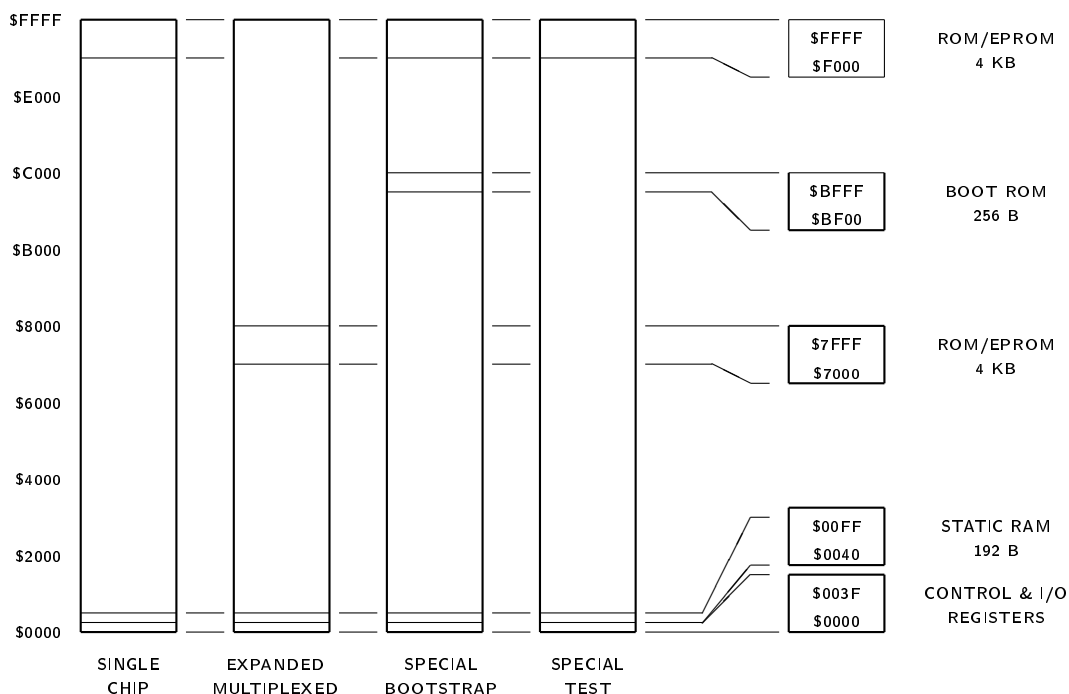 $FFFF
$E000
$C000
$B000
$8000
$6000
$4000
$2000
$0000
SINGLE
CHIP
EXPANDED
MULTIPLEXED
SPECIAL
BOOTSTRAP
SPECIAL
TEST
$FFFF
$F000
ROM/EPROM
4 KB
$BFFF
$BF00
BOOT ROM
256 B
$7FFF
$7000
ROM/EPROM
4 KB
$00FF
$0040
STATIC RAM
192 B
$003F
$0000
CONTROL & I/O
REGISTERS